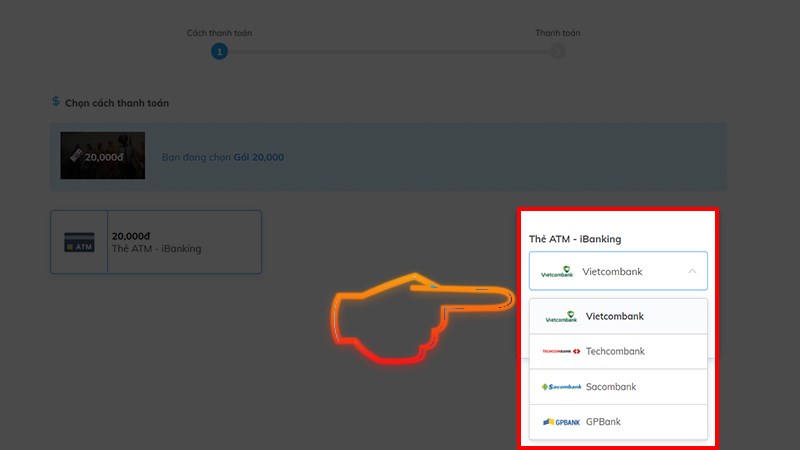 Cách thanh toán
Thanh toán
1
2
$ Chọn cách thanh toán
20,000đ
Bạn đang chọn Gói 20,000
ATM
20,000đ
Thẻ ATM - iBanking
Thẻ ATM - iBanking
Vietcombank Vietcombank
Vietcombank Vietcombank
TECHCOMBANK Techcombank
Sacombank Sacombank
GPBANK GPBank